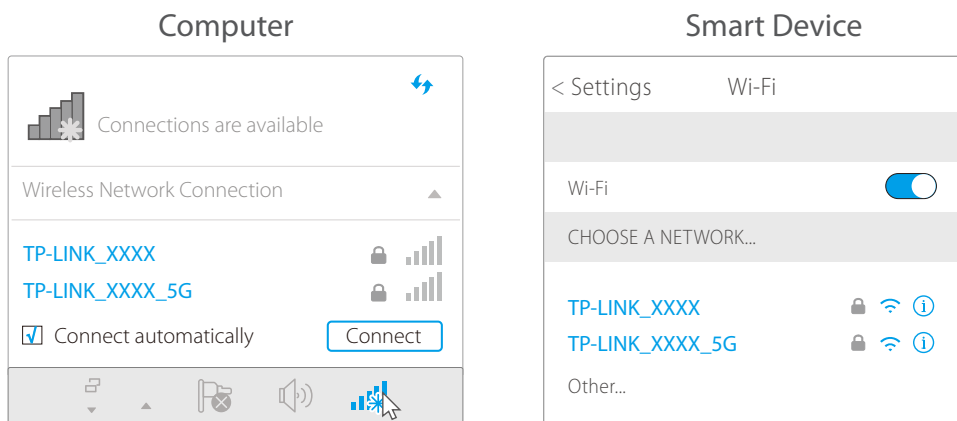 Computer
Connections are available
Wireless Network Connection
TP-LINK_XXXX
TP-LINK_XXXX_5G
Connect automatically
Connect
Smart Device
< Settings
Wi-Fi
Wi-Fi
CHOOSE A NETWORK...
TP-LINK_XXXX
TP-LINK_XXXX_5G
Other...